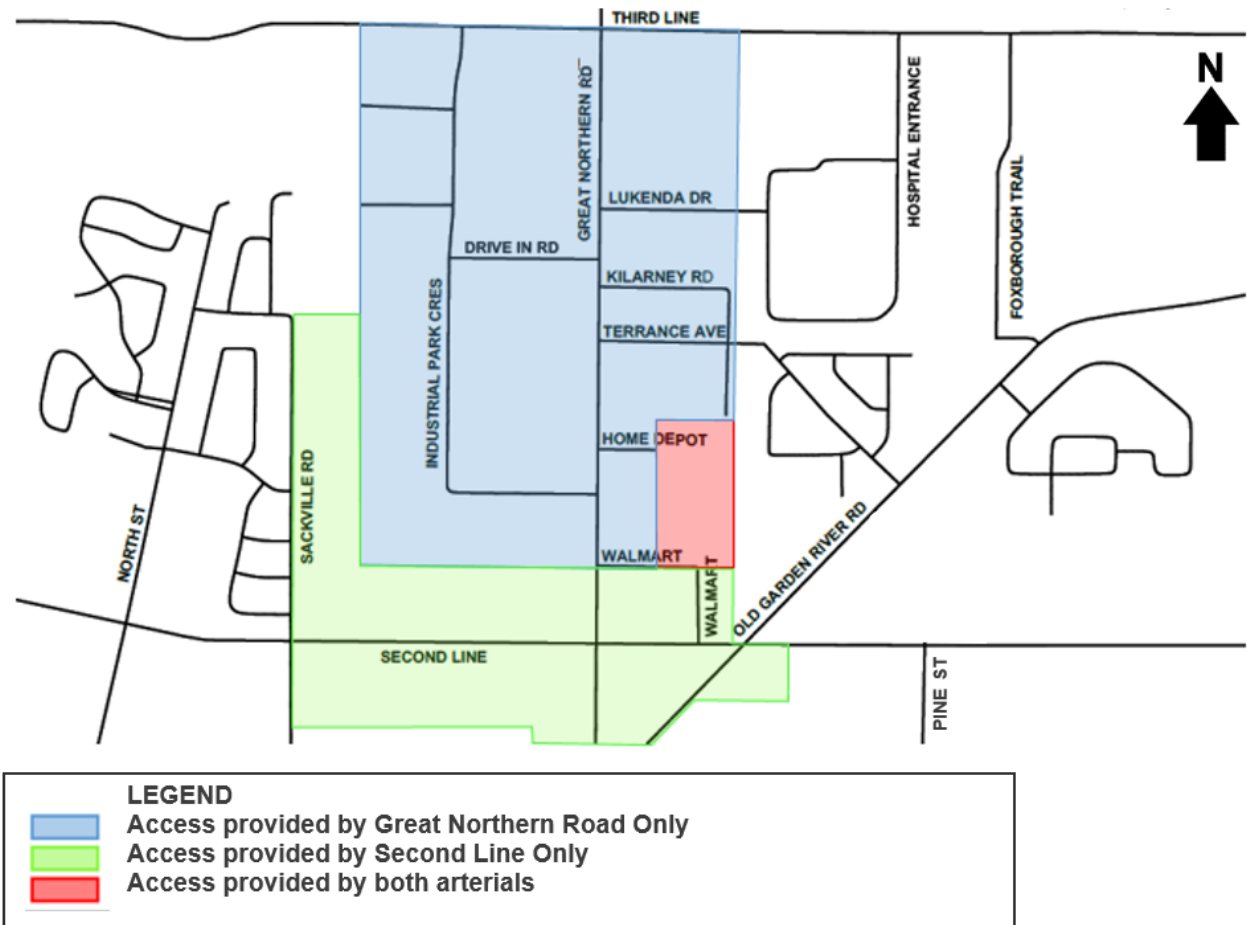 THIRD LINE
N
GREAT NORTHERN RD
HOSPITAL ENTRANCE
FOXBOROUGH TRAIL
LUKENDA DR
DRIVE IN RD
KILARNEY RD
INDUSTRIAL PARK CRES
TERRANCE AVE
HOME DEPOT
SACKVILLE RD
NORTH ST
WALMART
WALMART
OLD GARDEN RIVER RD
SECOND LINE
PINE ST
LEGEND
Access provided by Great Northern Road Only
Access provided by Second Line Only
Access provided by both arterials